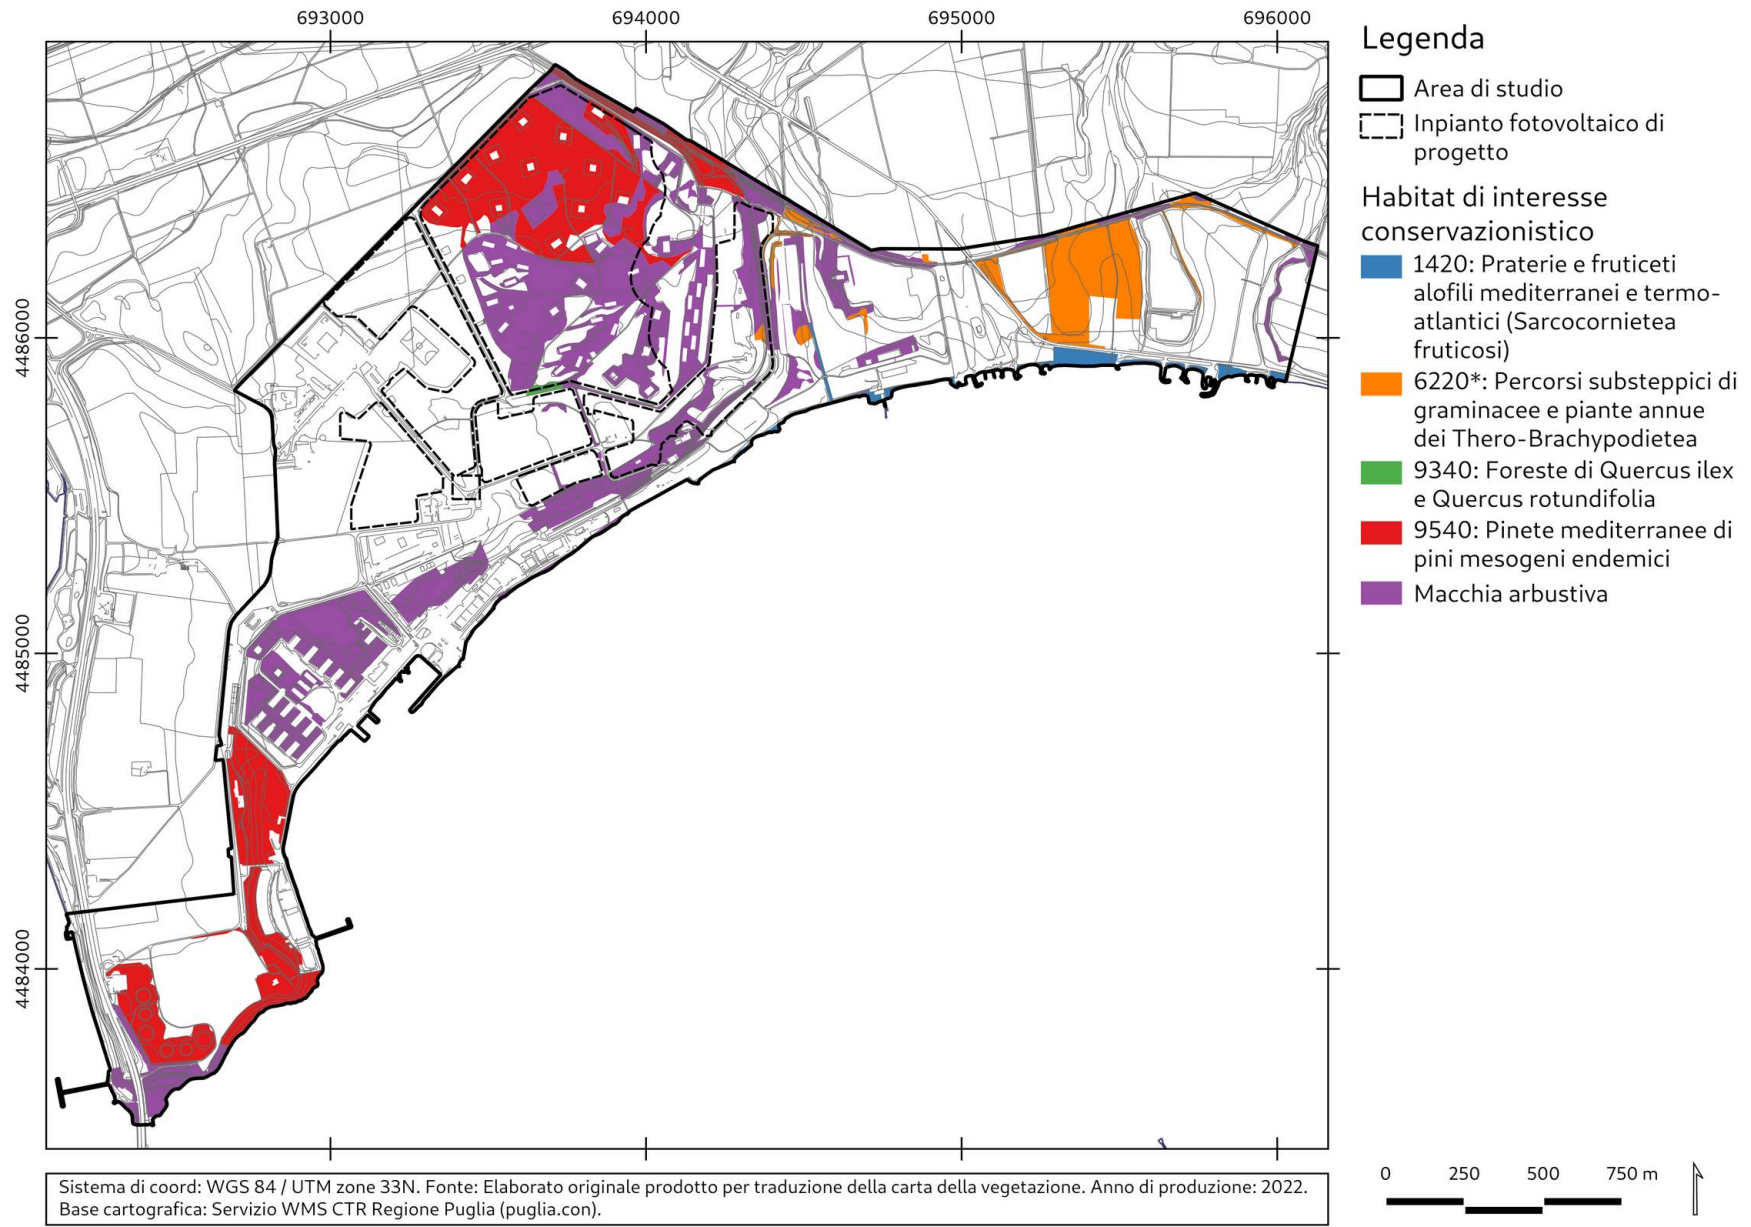 693000
694000
695000
696000
4486000
4485000
4484000
Legenda
Area di studio
Inpianto fotovoltaico di
progetto
Habitat di interesse
conservazionistico
1420: Praterie e fruticeti
alofili mediterranei e termo-
atlantici (Sarcocornietea
fruticosi)
6220*: Percorsi substeppici di
graminacee e piante annue
dei Thero-Brachypodietea
9340: Foreste di Quercus ilex
e Quercus rotundifolia
9540: Pinete mediterranee di
pini mesogeni endemici
Macchia arbustiva
0 250 500 750 m
Sistema di coord: WGS 84 / UTM zone 33N. Fonte: Elaborato originale prodotto per traduzione della carta della vegetazione. Anno di produzione: 2022.
Base cartografica: Servizio WMS CTR Regione Puglia (puglia.con).